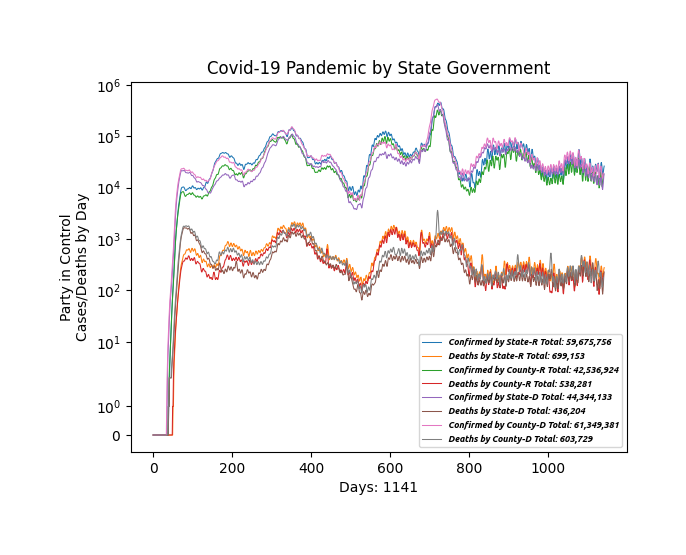 Covid-19 Pandemic by State Government
Party in Control
Cases/Deaths by Day
10⁶
10⁵
10⁴
10³
10²
10¹
10⁰
0
Confirmed by State-R Total: 59,675,756
Deaths by State-R Total: 699,153
Confirmed by County-R Total: 42,536,924
Deaths by County-R Total: 538,281
Confirmed by State-D Total: 44,344,133
Deaths by State-D Total: 436,204
Confirmed by County-D Total: 61,349,381
Deaths by County-D Total: 603,729
0 200 400 600 800 1000
Days: 1141